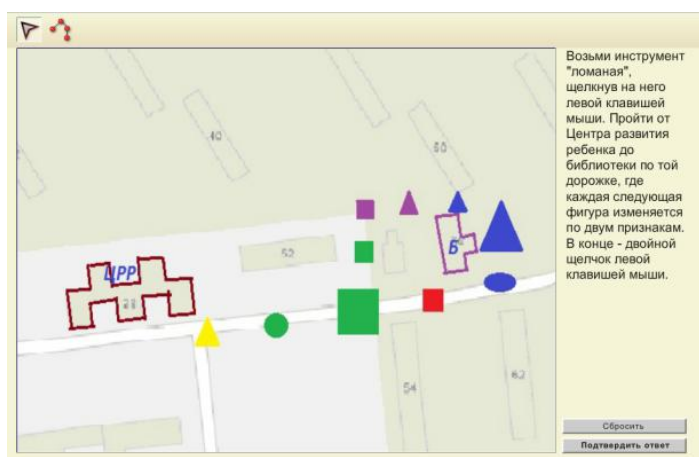 Возьми инструмент
"ломаная",
щелкнув на него
левой клавишей
мыши. Пройти от
Центра развития
ребенка до
библиотеки по той
дорожке, где
каждая следующая
фигура изменяется
по двум признакам.
В конце - двойной
щелчок левой
клавишей мыши.
40
60
52
ЦРР
Б
54
62
Сбросить
Подтвердить ответ